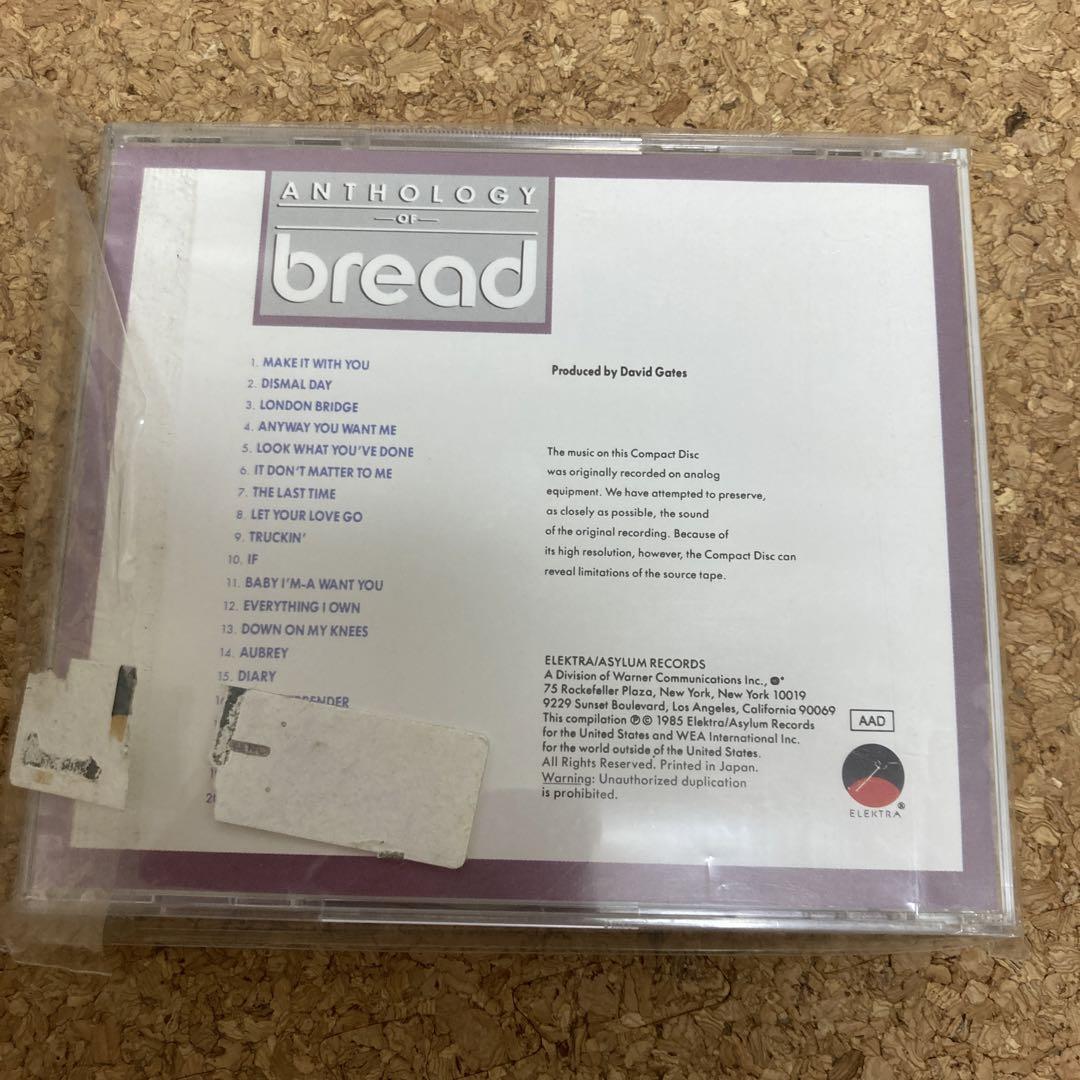 ANTHOLOGY
OF
bread
1. MAKE IT WITH YOU
2. DISMAL DAY
3. LONDON BRIDGE
4. ANYWAY YOU WANT ME
5. LOOK WHAT YOU'VE DONE
6. IT DON'T MATTER TO ME
7. THE LAST TIME
8. LET YOUR LOVE GO
9. TRUCKIN'
10. IF
11. BABY I'M-A WANT YOU
12. EVERYTHING I OWN
13. DOWN ON MY KNEES
14. AUBREY
15. DIARY
Produced by David Gates
The music on this Compact Disc
was originally recorded on analog
equipment. We have attempted to preserve,
as closely as possible, the sound
of the original recording. Because of
its high resolution, however, the Compact Disc can
reveal limitations of the source tape.
ELEKTRA/ASYLUM RECORDS
A Division of Warner Communications Inc.,
75 Rockefeller Plaza, New York, New York 10019
9229 Sunset Boulevard, Los Angeles, California 90069
This compilation ℗ © 1985 Elektra/Asylum Records
for the United States and WEA International Inc.
for the world outside of the United States.
All Rights Reserved. Printed in Japan.
Warning: Unauthorized duplication
is prohibited.
AAD
ELEKTRA®